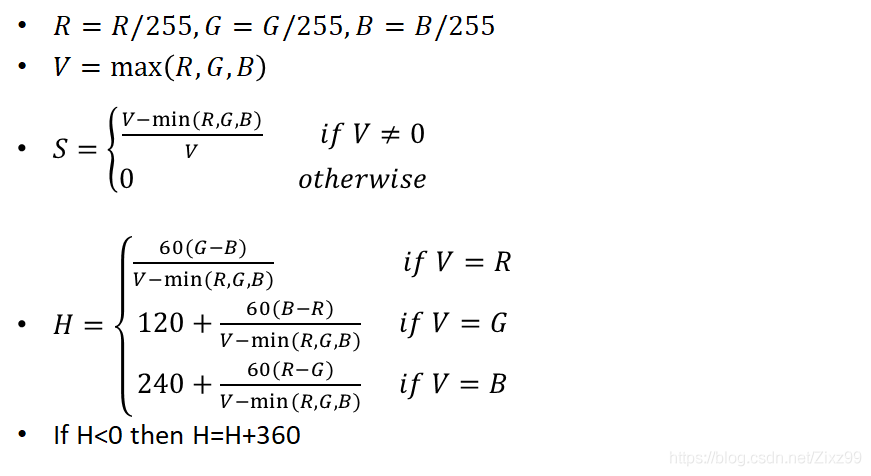 • R = R/255, G = G/255, B = B/255
• V = max(R, G, B)
• S = { (V−min(R,G,B))/V if V ≠ 0
0 otherwise
• H = { 60(G−B)/(V−min(R,G,B)) if V = R
120 + 60(B−R)/(V−min(R,G,B)) if V = G
240 + 60(R−G)/(V−min(R,G,B)) if V = B
• If H<0 then H=H+360
https://blog.csdn.net/Zixz99